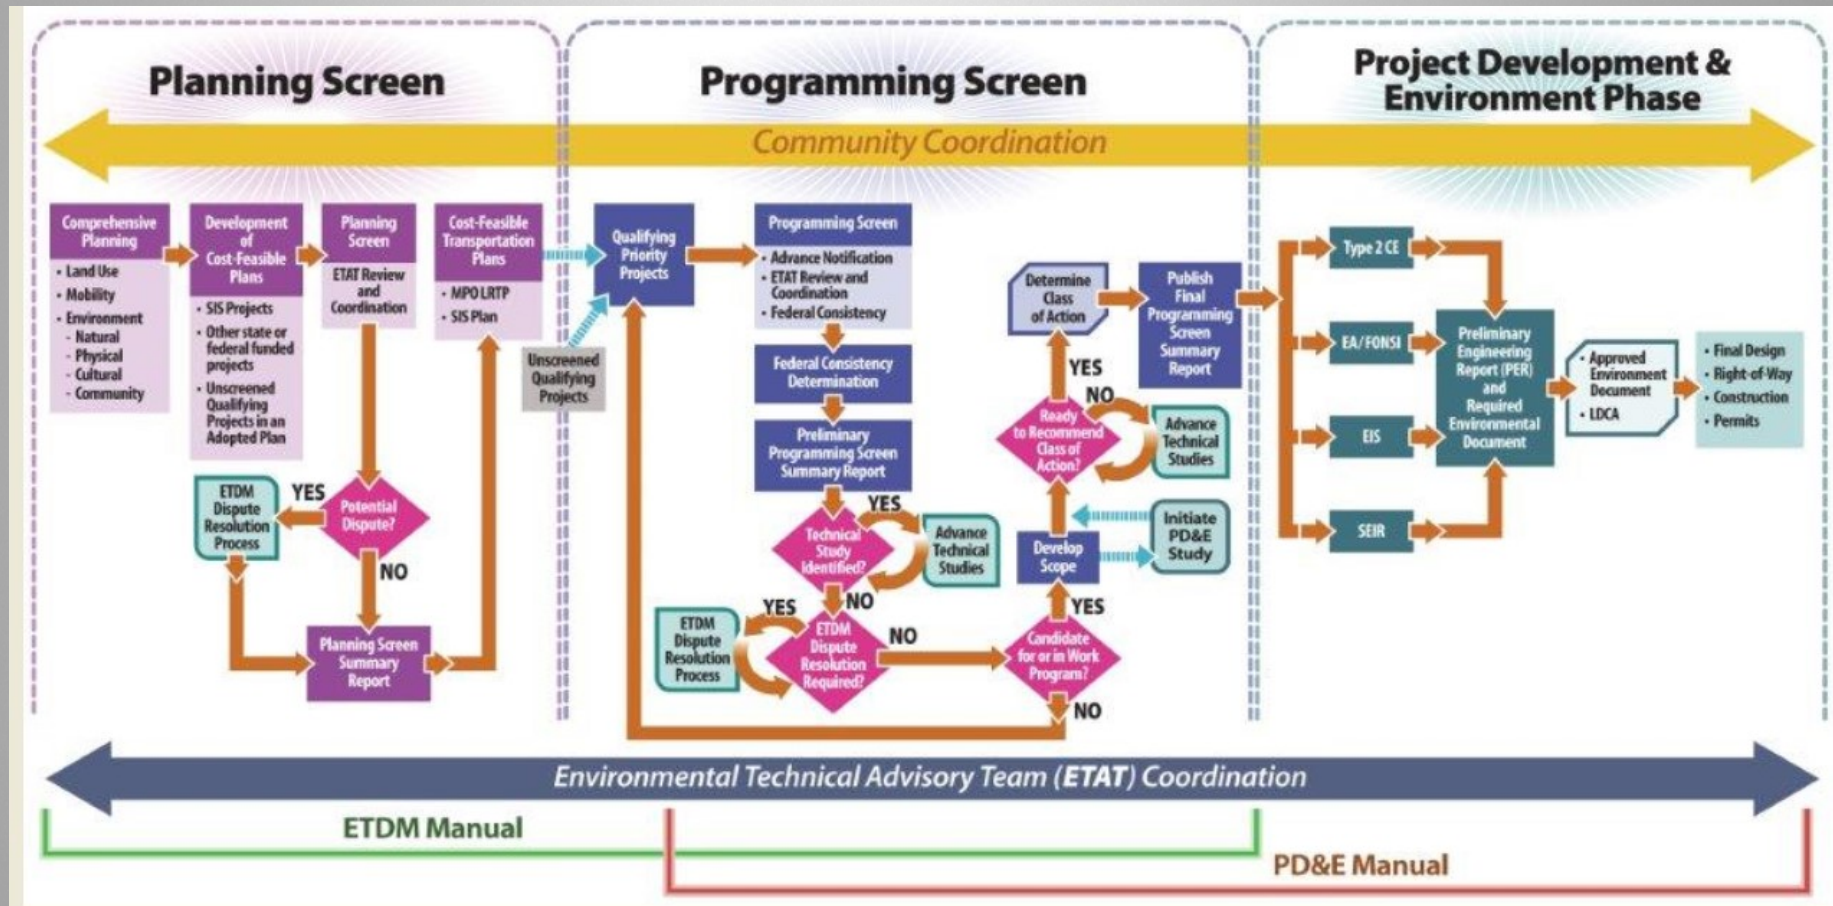 Planning Screen
Programming Screen
Project Development &
Environment Phase
Community Coordination
Comprehensive
Planning
• Land Use
• Mobility
• Environment
- Natural
- Physical
- Cultural
- Community
Development
of
Cost-Feasible
Plans
• SIS Projects
• Other state or
federal funded
projects
• Unscreened
Qualifying
Projects in an
Adopted Plan
Planning
Screen
ETAT Review
and
Coordination
Cost-Feasible
Transportation
Plans
• MPO LRTP
• SIS Plan
Potential
Dispute?
YES
NO
ETDM
Dispute
Resolution
Process
Planning Screen
Summary
Report
Unscreened
Qualifying
Projects
Qualifying
Priority
Projects
Programming Screen
• Advance Notification
• ETAT Review and
Coordination
• Federal Consistency
Federal Consistency
Determination
Preliminary
Programming Screen
Summary Report
Technical
Study
Identified?
YES
NO
Advance
Technical
Studies
ETDM
Dispute
Resolution
Required?
YES
NO
ETDM
Dispute
Resolution
Process
Candidate
for or in Work
Program?
YES
NO
Develop
Scope
Initiate
PD&E
Study
Ready
to Recommend
Class of
Action?
YES
NO
Advance
Technical
Studies
Determine
Class
of Action
Publish
Final
Programming
Screen
Summary
Report
Type 2 CE
EA/FONSI
EIS
SEIR
Preliminary
Engineering
Report (PER)
and
Required
Environmental
Document
• Approved
Environment
Document
• LDCA
• Final Design
• Right-of-Way
• Construction
• Permits
Environmental Technical Advisory Team (ETAT) Coordination
ETDM Manual
PD&E Manual